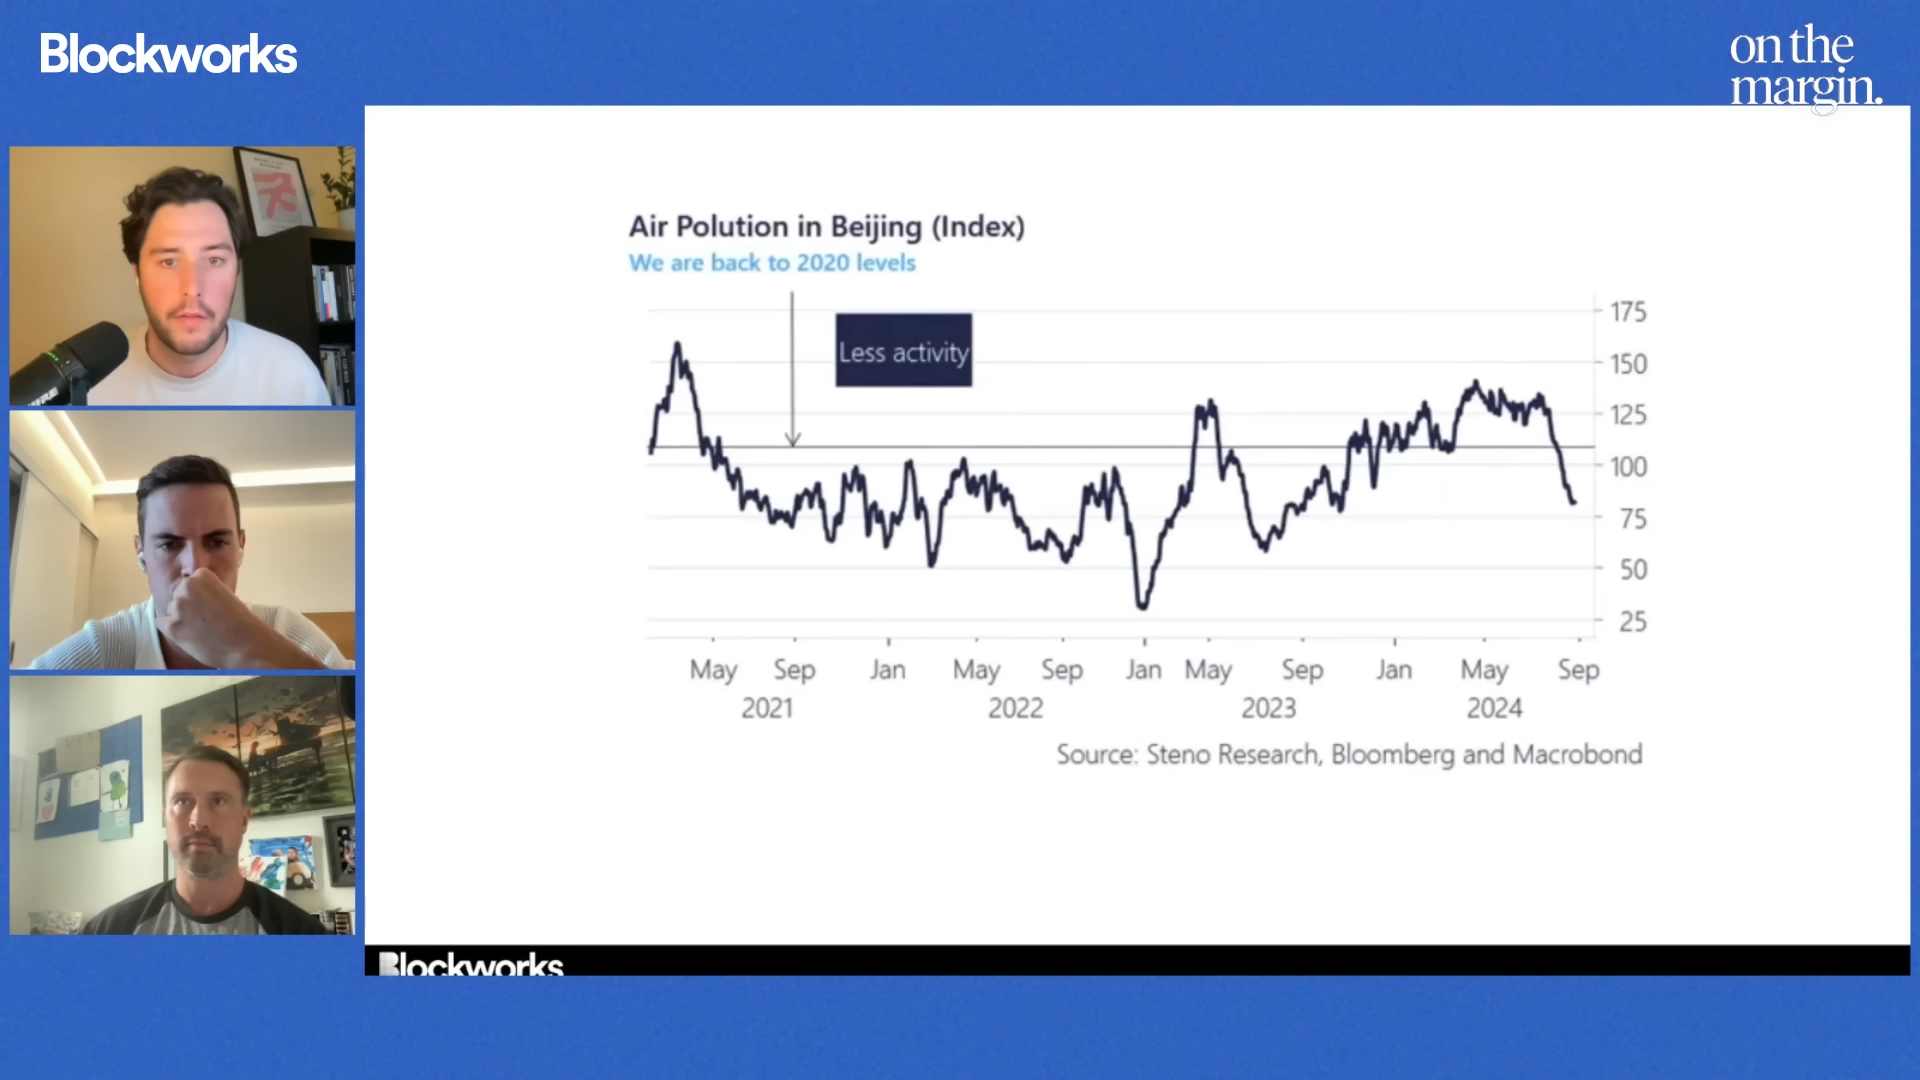 Blockworks
on the
margin.
Air Polution in Beijing (Index)
We are back to 2020 levels
Less activity
175
150
125
100
75
50
25
May Sep Jan May Sep Jan May Sep Jan May Sep
2021 2022 2023 2024
Source: Steno Research, Bloomberg and Macrobond
Blockworks